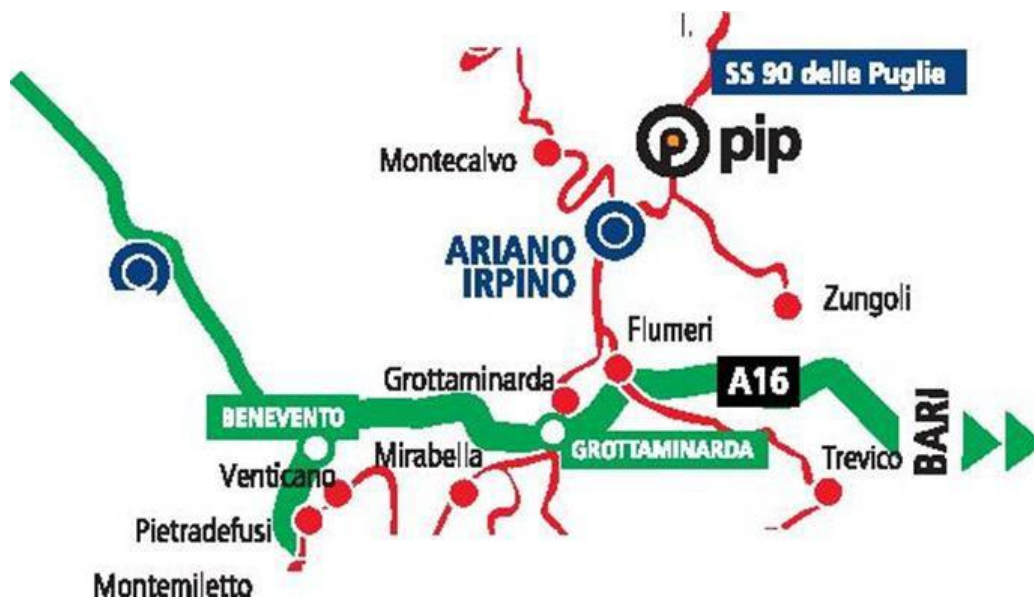 SS 90 delle Puglie
pip
Montecalvo
ARIANO
IRPINO
Zungoli
Flumeri
Grottaminarda
A16
BENEVENTO
BARI
Mirabella
GROTTAMINARDA
Trevico
Venticano
Pietradefusi
Montemiletto